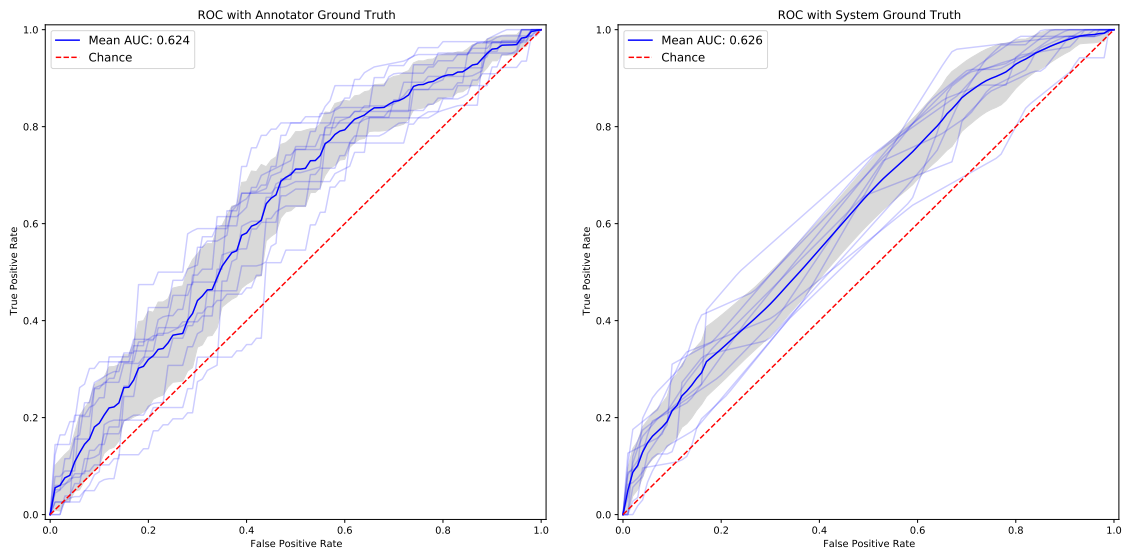 ROC with Annotator Ground Truth
Mean AUC: 0.624
Chance
1.0
0.8
0.6
0.4
0.2
0.0
True Positive Rate
0.0 0.2 0.4 0.6 0.8 1.0
False Positive Rate
ROC with System Ground Truth
Mean AUC: 0.626
Chance
1.0
0.8
0.6
0.4
0.2
0.0
True Positive Rate
0.0 0.2 0.4 0.6 0.8 1.0
False Positive Rate